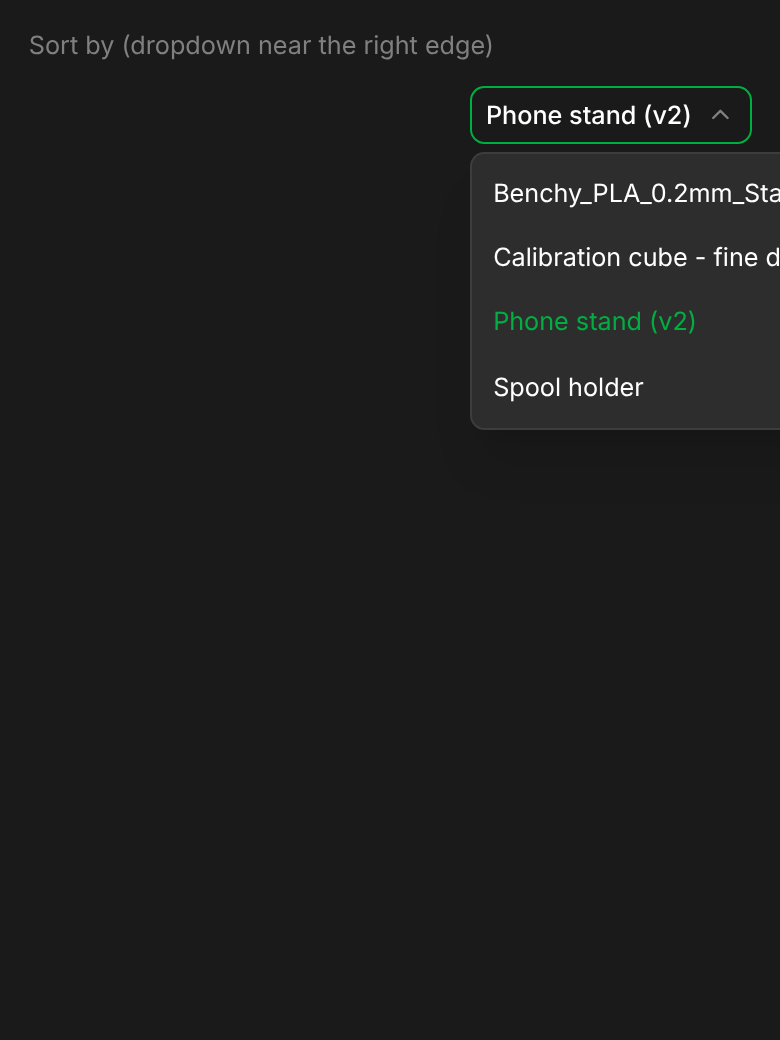 Sort by (dropdown near the right edge)
Phone stand (v2)
Benchy_PLA_0.2mm_Sta
Calibration cube - fine d
Phone stand (v2)
Spool holder